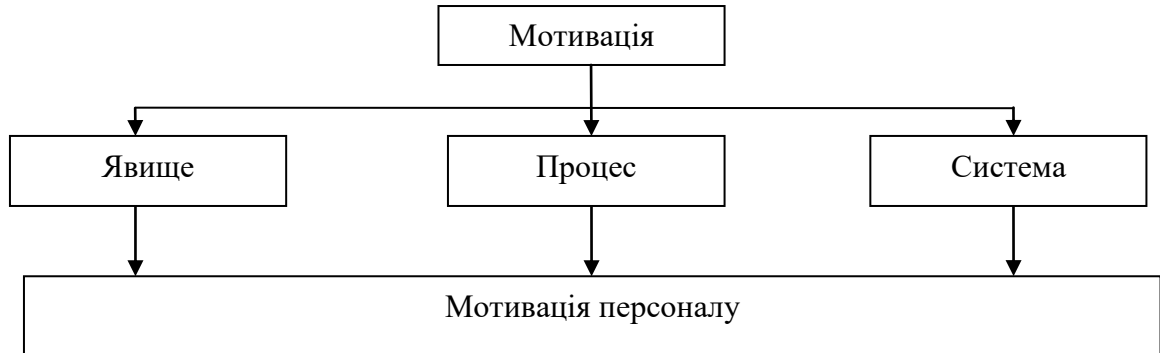 Мотивація
Явище
Процес
Система
Мотивація персоналу